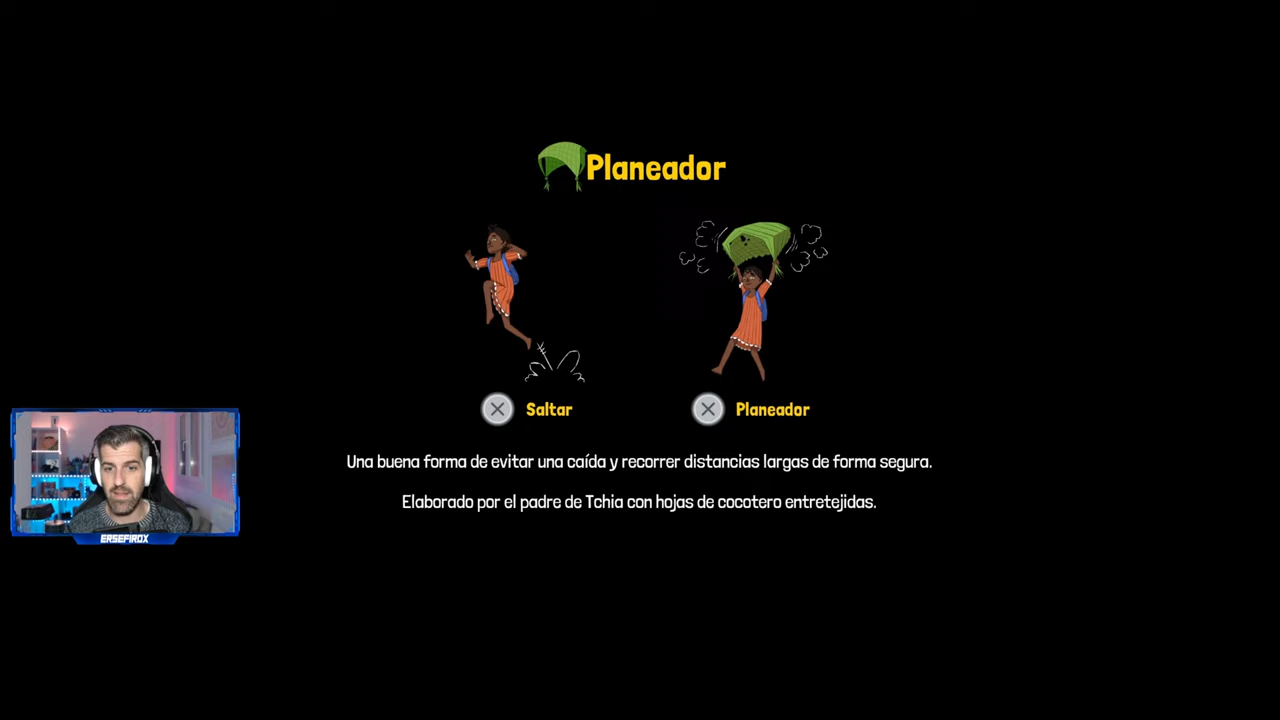 Planeador
Saltar
Planeador
Una buena forma de evitar una caída y recorrer distancias largas de forma segura.
Elaborado por el padre de Tchia con hojas de cocotero entretejidas.
ERSEFIROX